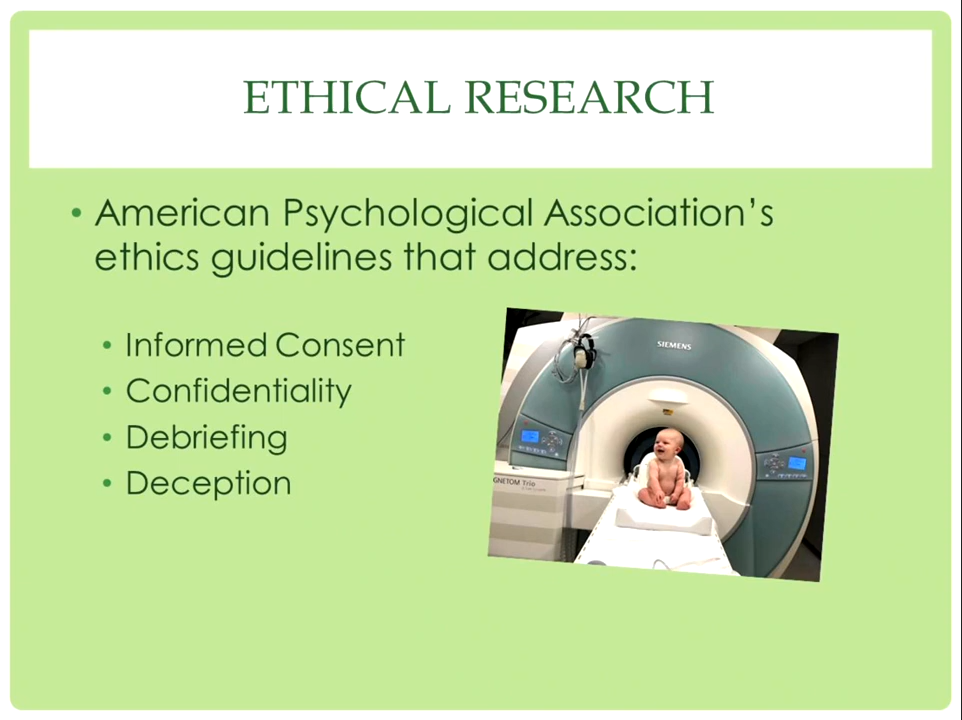 ETHICAL RESEARCH
• American Psychological Association's
ethics guidelines that address:
• Informed Consent
• Confidentiality
• Debriefing
• Deception
SIEMENS
GNETOM Trio